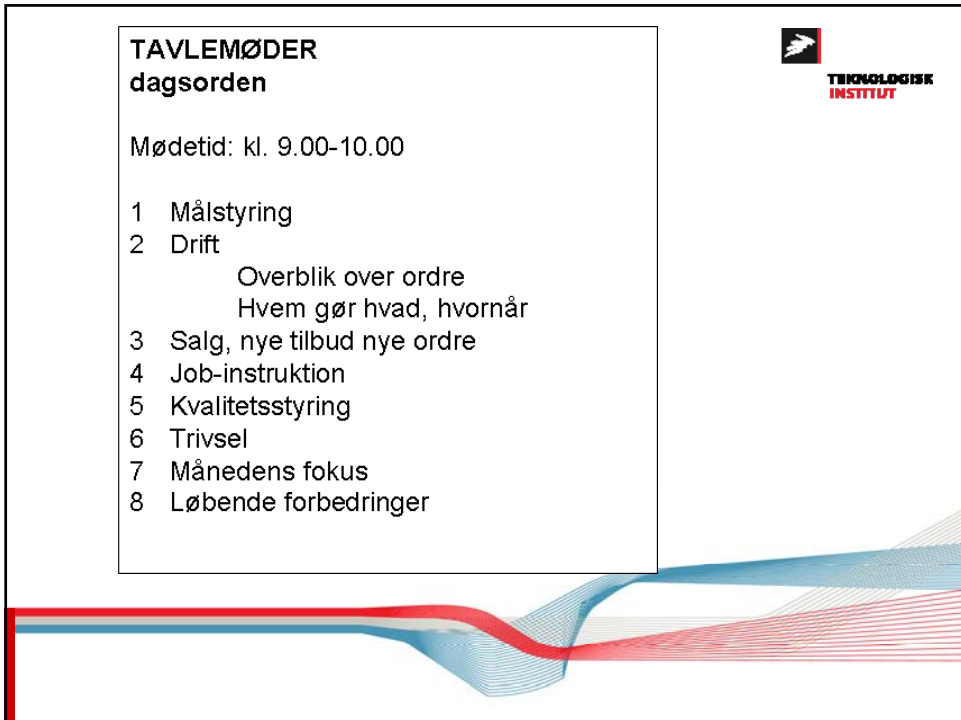 TAVLEMØDER
dagsorden
Mødetid: kl. 9.00-10.00
1 Målstyring
2 Drift
Overblik over ordre
Hvem gør hvad, hvornår
3 Salg, nye tilbud nye ordre
4 Job-instruktion
5 Kvalitetsstyring
6 Trivsel
7 Månedens fokus
8 Løbende forbedringer
TEKNOLOGISK
INSTITUT